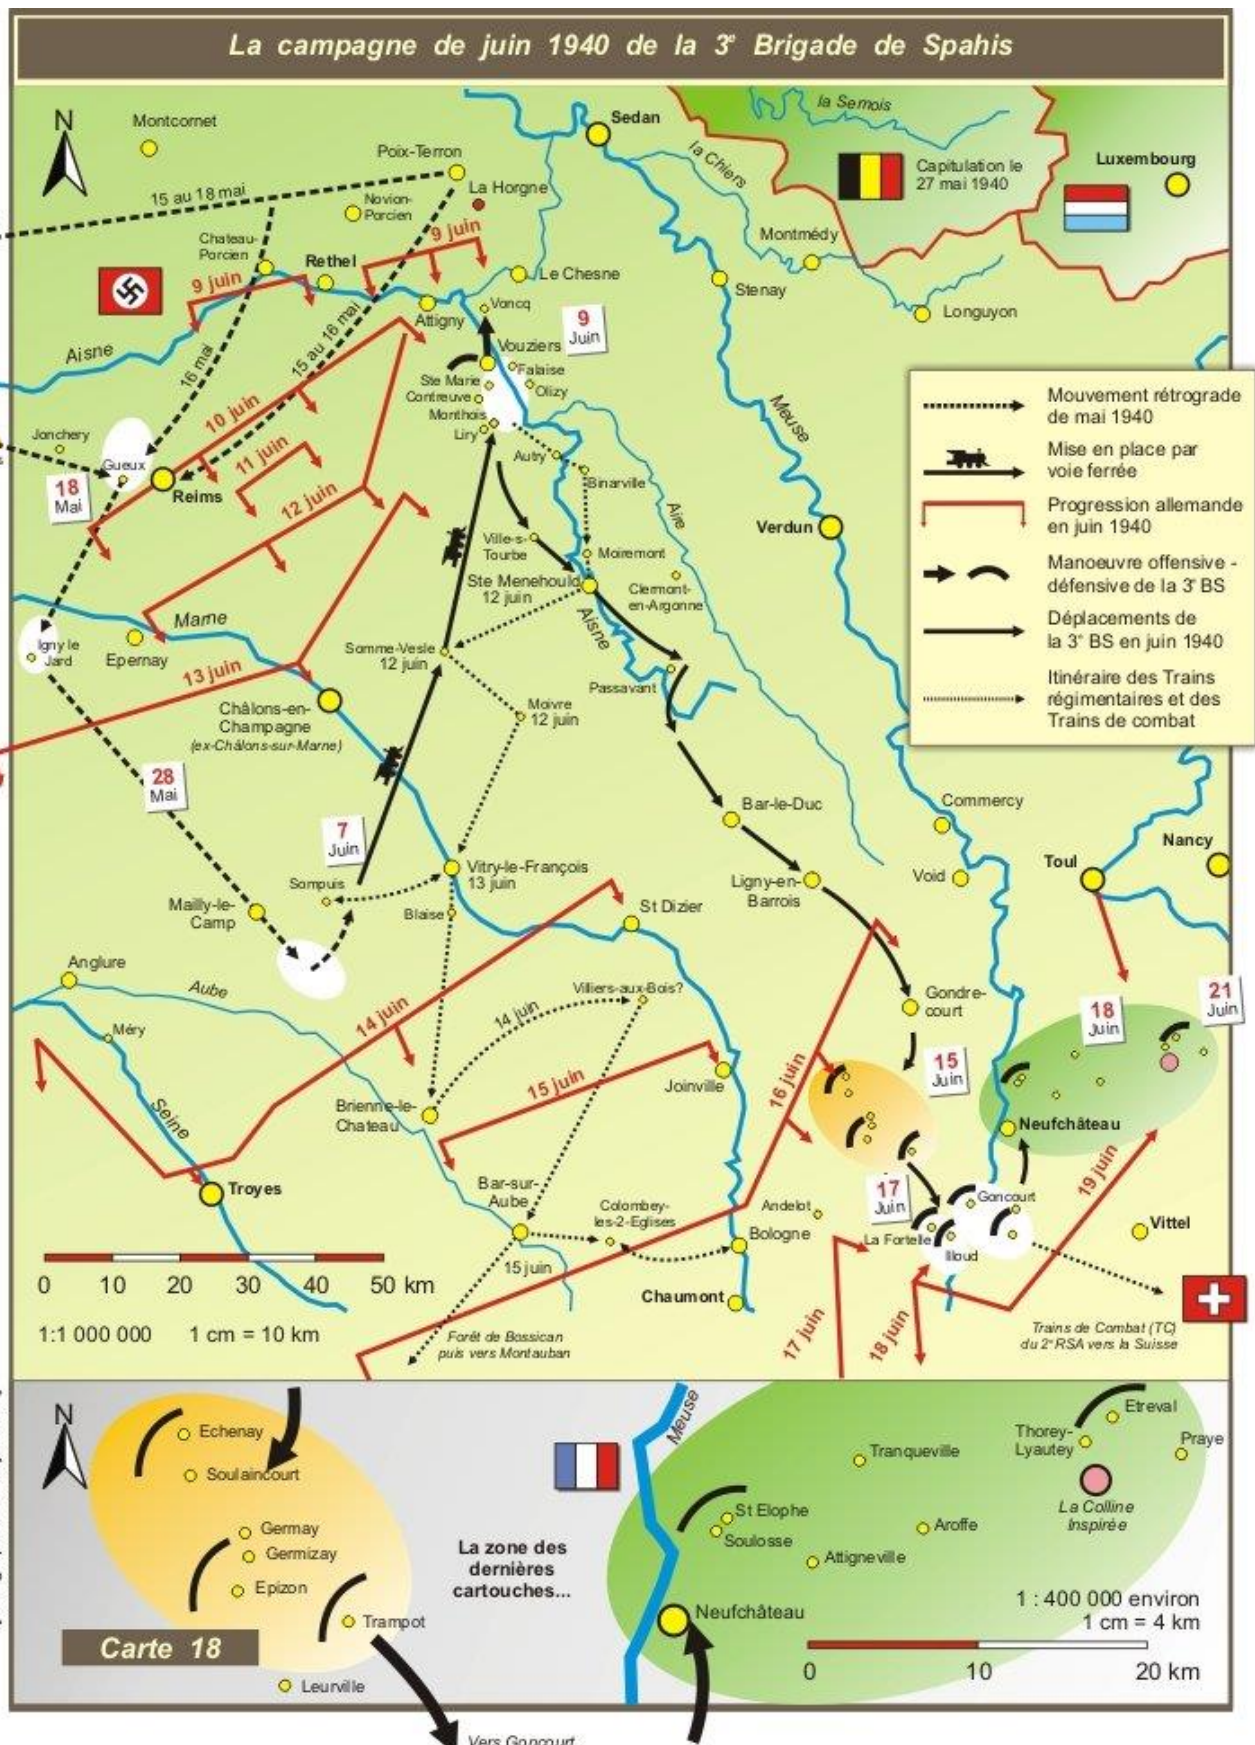 La campagne de juin 1940 de la 3e Brigade de Spahis
N
Montcornet
Sedan
la Semois
la Chiers
Capitulation le
27 mai 1940
Luxembourg
Poix-Terron
15 au 18 mai
La Horgne
Novion-
Porcien
9 juin
Montmédy
Chateau-
Porcien
Rethel
9 juin
Le Chesne
Stenay
Longuyon
Voncq
Attigny
9
Juin
Aisne
16 mai
15 au 16 mai
Vouziers
Falaise
Ste Marie
Olizy
Contreuve
Monthois
Liry
Meuse
10 juin
Jonchery
Gueux
11 juin
18
Mai
Reims
12 juin
Autry
Binarville
Aire
Verdun
Ville-s-
Tourbe
Moiremont
Ste Menehould
12 juin
Clermont-
en-Argonne
Mouvement rétrograde
de mai 1940
Mise en place par
voie ferrée
Progression allemande
en juin 1940
Manoeuvre offensive -
défensive de la 3e BS
Déplacements de
la 3e BS en juin 1940
Itinéraire des Trains
régimentaires et des
Trains de combat
Marne
Aisne
Igny le
Jard
Epernay
Somme-Vesle
12 juin
13 juin
Passavant
Châlons-en-
Champagne
(ex-Châlons-sur-Marne)
Moivre
12 juin
28
Mai
Bar-le-Duc
Commercy
Nancy
7
Juin
Toul
Void
Vitry-le-François
13 juin
Sompuis
Ligny-en-
Barrois
Mailly-le-
Camp
Blaise
St Dizier
Anglure
Aube
Villiers-aux-Bois?
Gondre-
court
14 juin
14 juin
21
Juin
18
Juin
Méry
16 juin
15
Juin
15 juin
Joinville
Seine
Brienne-le-
Chateau
Neufchâteau
19 juin
Troyes
Bar-sur-
Aube
Colombey-
les-2-Eglises
Andelot
17
Juin
Goncourt
La Fortelle
Illoud
Vittel
Bologne
15 juin
0 10 20 30 40 50 km
Chaumont
1:1 000 000 1 cm = 10 km
Forêt de Bossican
puis vers Montauban
17 juin
18 juin
Trains de Combat (TC)
du 2e RSA vers la Suisse
N
Echenay
Soulaincourt
Germay
Germizay
Epizon
Trampot
Carte 18
Leurville
Vers Goncourt
La zone des
dernières
cartouches...
Meuse
Etreval
Thorey-
Lyautey
Praye
Tranqueville
La Colline
Inspirée
St Elophe
Soulosse
Aroffe
Attigneville
1 : 400 000 environ
1 cm = 4 km
Neufchâteau
0 10 20 km